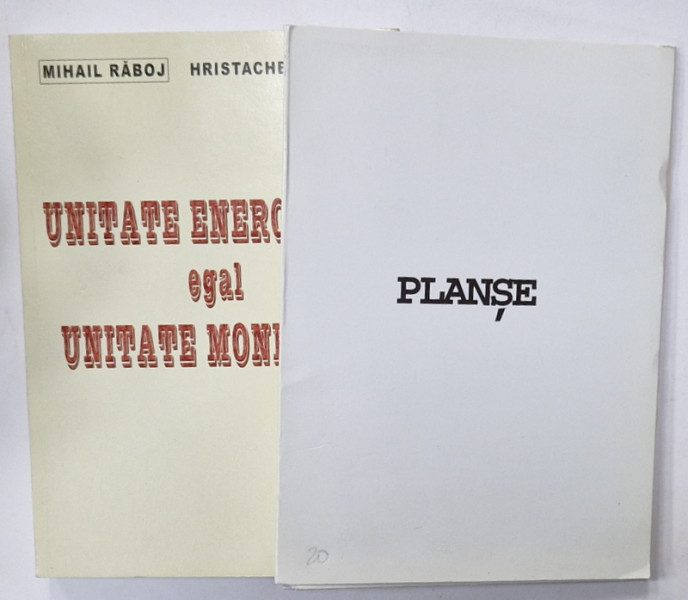 MIHAIL RĂBOJ HRISTACHE
UNITATE ENERG
egal
UNITATE MON
PLANȘE
20